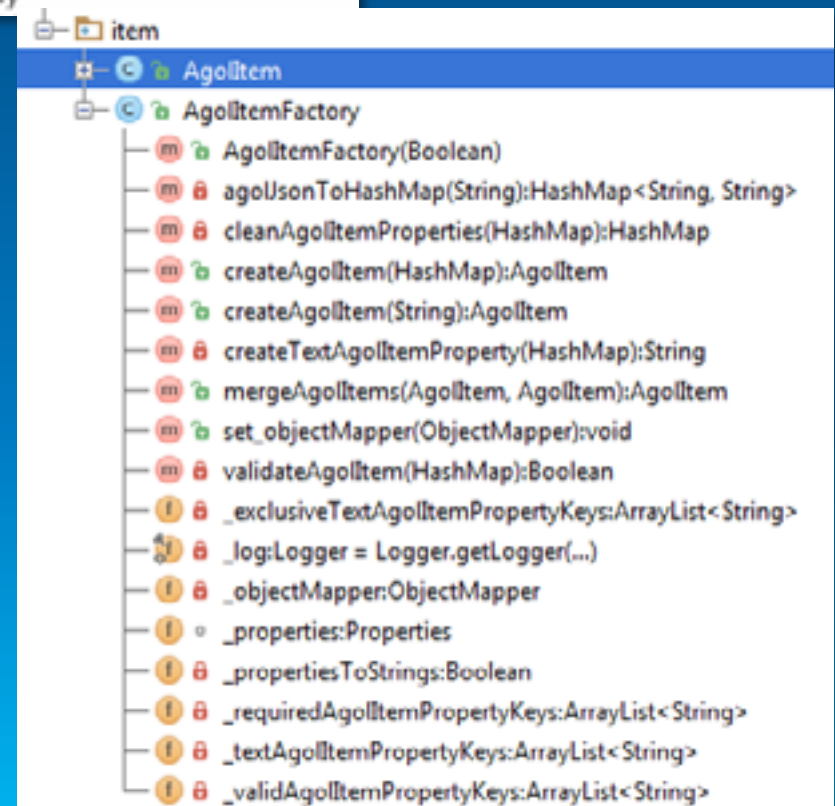 item
AgolItem
AgolItemFactory
AgolItemFactory(Boolean)
agolJsonToHashMap(String):HashMap<String, String>
cleanAgolItemProperties(HashMap):HashMap
createAgolItem(HashMap):AgolItem
createAgolItem(String):AgolItem
createTextAgolItemProperty(HashMap):String
mergeAgolItems(AgolItem, AgolItem):AgolItem
set_objectMapper(ObjectMapper):void
validateAgolItem(HashMap):Boolean
_exclusiveTextAgolItemPropertyKeys:ArrayList<String>
_log:Logger = Logger.getLogger(...)
_objectMapper:ObjectMapper
_properties:Properties
_propertiesToStrings:Boolean
_requiredAgolItemPropertyKeys:ArrayList<String>
_textAgolItemPropertyKeys:ArrayList<String>
_validAgolItemPropertyKeys:ArrayList<String>